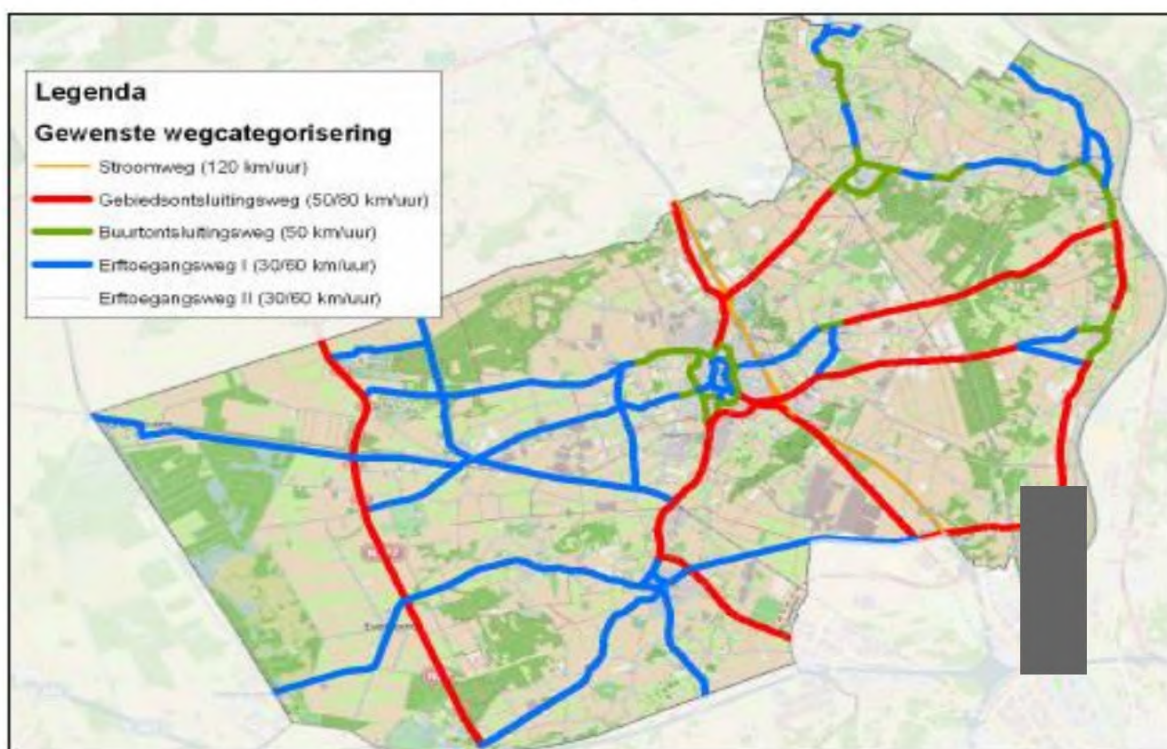 Legenda
Gewenste wegcategorisering
Stroomweg (120 km/uur)
Gebiedsontsluitingsweg (50/80 km/uur)
Buurtontsluitingsweg (50 km/uur)
Erftoegangsweg I (30/60 km/uur)
Erftoegangsweg II (30/60 km/uur)